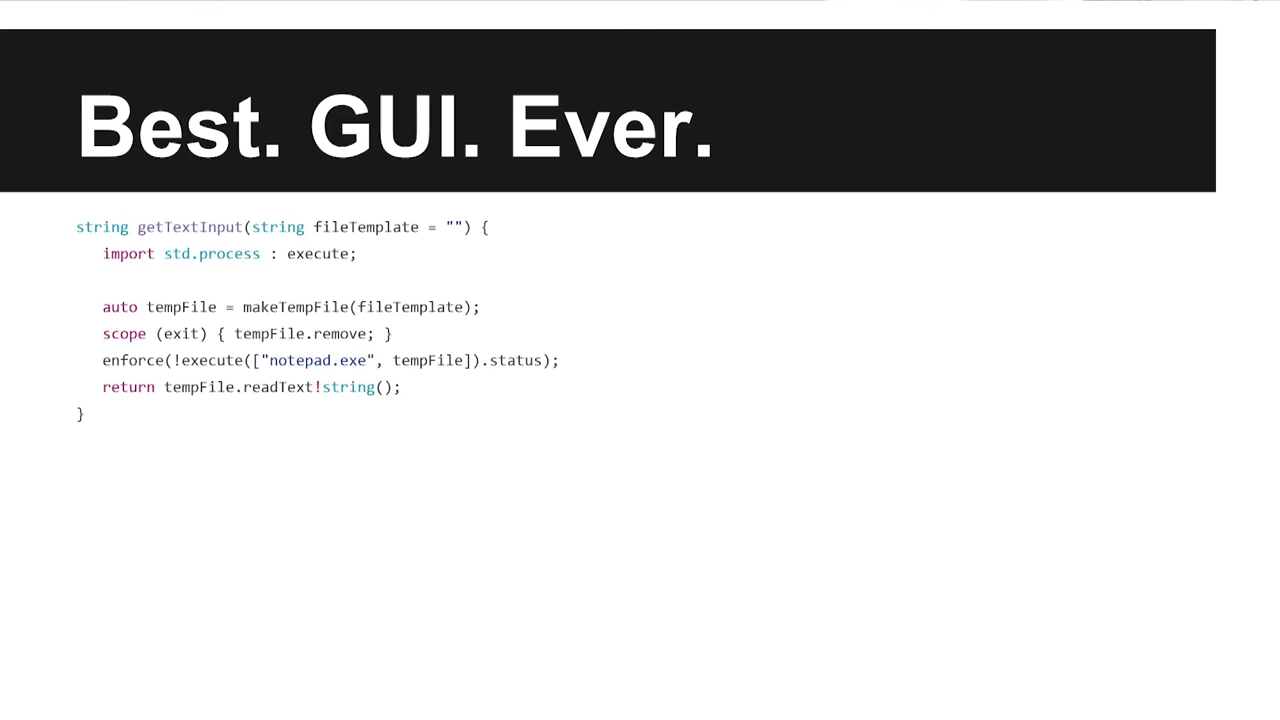 Best. GUI. Ever.
string getTextInput(string fileTemplate = "") {
import std.process : execute;
auto tempFile = makeTempFile(fileTemplate);
scope (exit) { tempFile.remove; }
enforce(!execute(["notepad.exe", tempFile]).status);
return tempFile.readText!string();
}